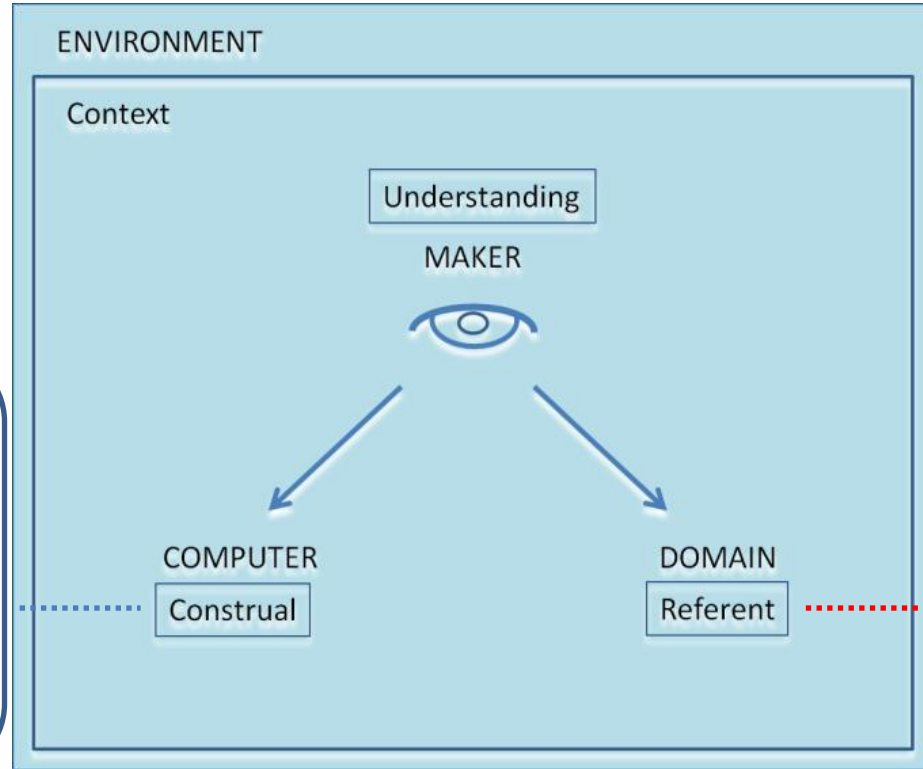 ENVIRONMENT
Context
Understanding
MAKER
COMPUTER
DOMAIN
Construal
Referent